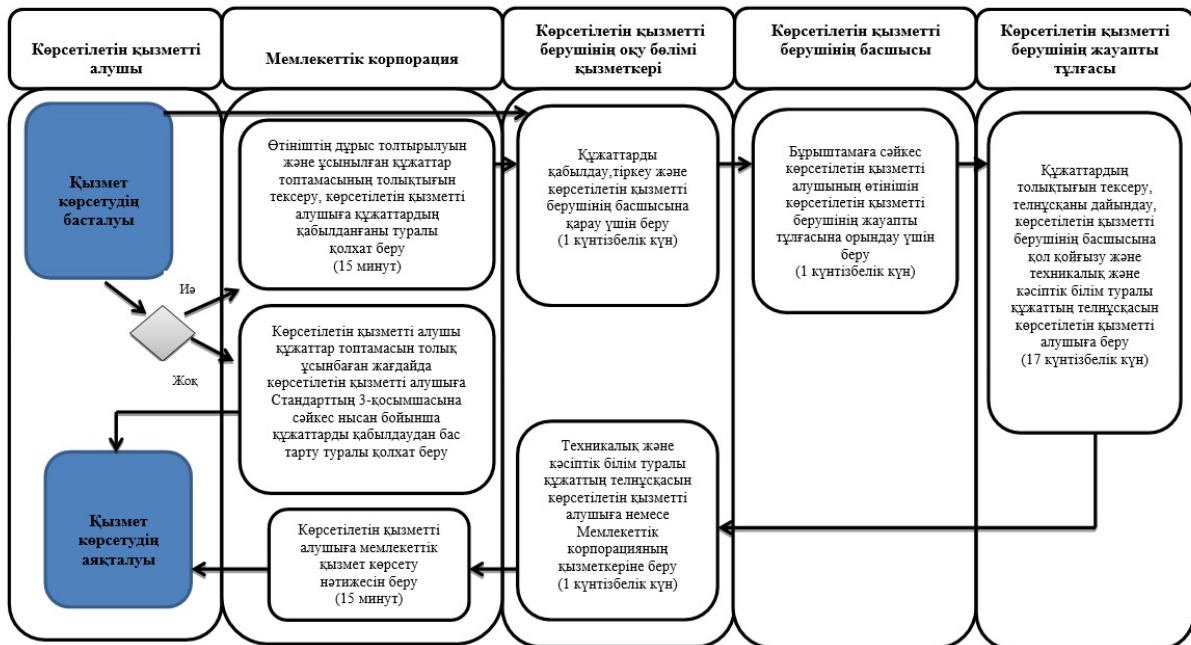 Көрсетілетін қызметті
алушы
Мемлекеттік корпорация
Көрсетілетін қызметті
берушінің оқу бөлімі
қызметкері
Көрсетілетін қызметті
берушінің басшысы
Көрсетілетін қызметті
берушінің жауапты
тұлғасы
Қызмет
көрсетудің
басталуы
Иә
Жоқ
Қызмет
көрсетудің
аяқталуы
Өтініштің дұрыс толтырылуын
және ұсынылған құжаттар
топтамасының толықтығын
тексеру, көрсетілетін қызметті
алушыға құжаттардың
қабылданғаны туралы
қолхат беру
(15 минут)
Көрсетілетін қызметті алушы
құжаттар топтамасын толық
ұсынбаған жағдайда
көрсетілетін қызметті алушыға
Стандарттың 3-қосымшасына
сәйкес нысан бойынша
құжаттарды қабылдаудан бас
тарту туралы қолхат беру
Көрсетілетін қызметті
алушыға мемлекеттік
қызмет көрсету
нәтижесін беру
(15 минут)
Құжаттарды
қабылдау,тіркеу және
көрсетілетін қызметті
берушінің басшысына
қарау үшін беру
(1 күнтізбелік күн)
Техникалық және
кәсіптік білім туралы
құжаттың телнұсқасын
көрсетілетін қызметті
алушыға немесе
Мемлекеттік
корпорацияның
қызметкеріне беру
(1 күнтізбелік күн)
Бұрыштамаға сәйкес
көрсетілетін қызметті
алушының өтінішін
көрсетілетін қызметті
берушінің жауапты
тұлғасына орындау үшін
беру
(1 күнтізбелік күн)
Құжаттардың
толықтығын тексеру,
телнұсқаны дайындау,
көрсетілетін қызметті
берушінің басшысына
қол қойғызу және
техникалық және
кәсіптік білім туралы
құжаттың телнұсқасын
көрсетілетін қызметті
алушыға беру
(17 күнтізбелік күн)